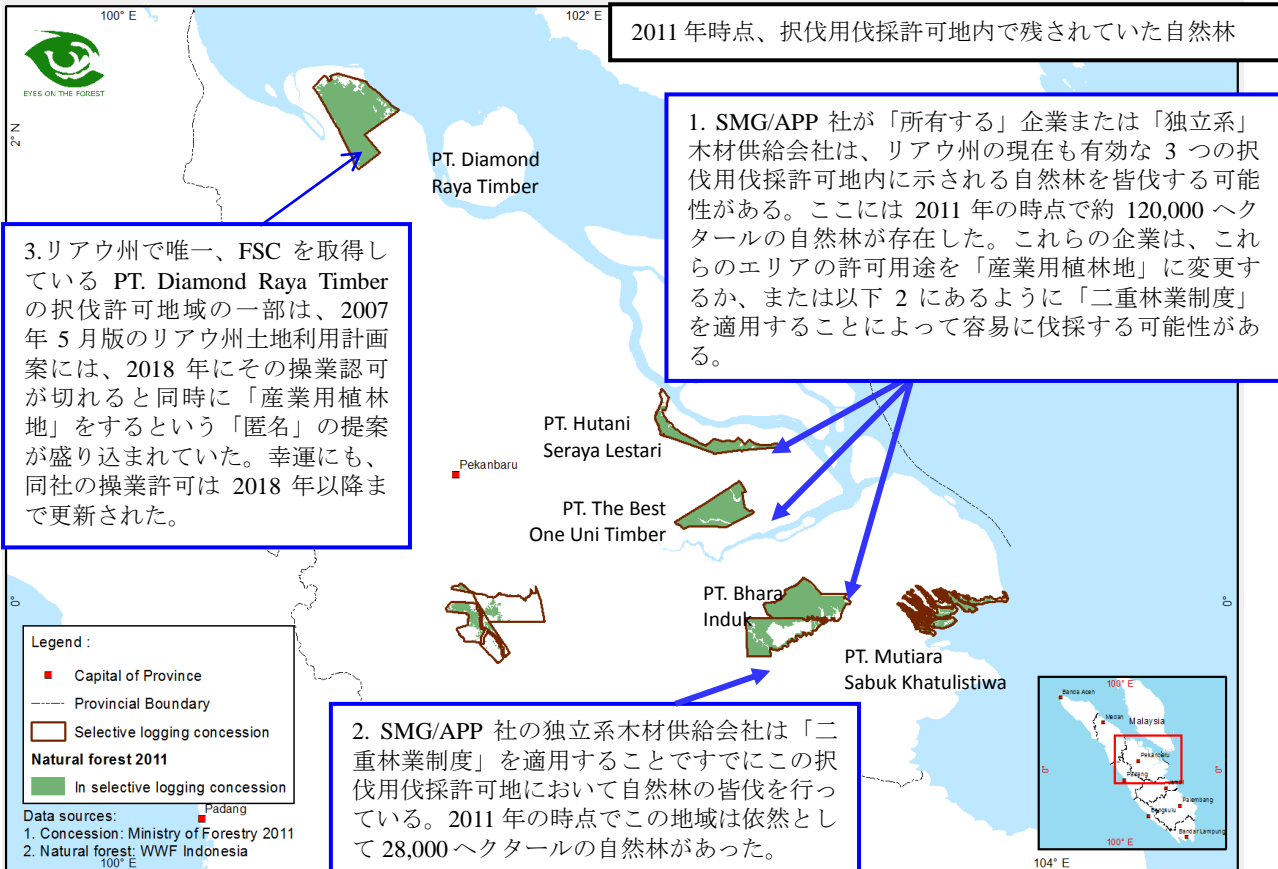 100° E
102° E
2011 年時点、択伐用伐採許可地内で残されていた自然林
EYES ON THE FOREST
2° N
1. SMG/APP 社が「所有する」企業または「独立系」
木材供給会社は、リアウ州の現在も有効な 3 つの択
伐用伐採許可地内に示される自然林を皆伐する可能
性がある。ここには 2011 年の時点で約 120,000 ヘク
タールの自然林が存在した。これらの企業は、これ
らのエリアの許可用途を「産業用植林地」に変更す
るか、または以下 2 にあるように「二重林業制度」
を適用することによって容易に伐採する可能性があ
る。
PT. Diamond
Raya Timber
3.リアウ州で唯一、FSC を取得し
ている PT. Diamond Raya Timber
の択伐許可地域の一部は、2007
年 5 月版のリアウ州土地利用計画
案には、2018 年にその操業認可
が切れると同時に「産業用植林
地」をするという「匿名」の提案
が盛り込まれていた。幸運にも、
同社の操業許可は 2018 年以降ま
で更新された。
PT. Hutani
Seraya Lestari
Pekanbaru
PT. The Best
One Uni Timber
0°
0°
PT. Bhara
Induk
PT. Mutiara
Sabuk Khatulistiwa
Legend :
Capital of Province
Provincial Boundary
Selective logging concession
Natural forest 2011
In selective logging concession
Data sources:
1. Concession: Ministry of Forestry 2011
2. Natural forest: WWF Indonesia
Padang
100° E
2. SMG/APP 社の独立系木材供給会社は「二
重林業制度」を適用することですでにこの択
伐用伐採許可地において自然林の皆伐を行っ
ている。2011 年の時点でこの地域は依然とし
て 28,000 ヘクタールの自然林があった。
104° E
100° E
Banda Aceh
Medan
Malaysia
Pekanbaru
0°
0°
Padang
Jambi
Palembang
Bengkulu
Bandar Lampung
100° E